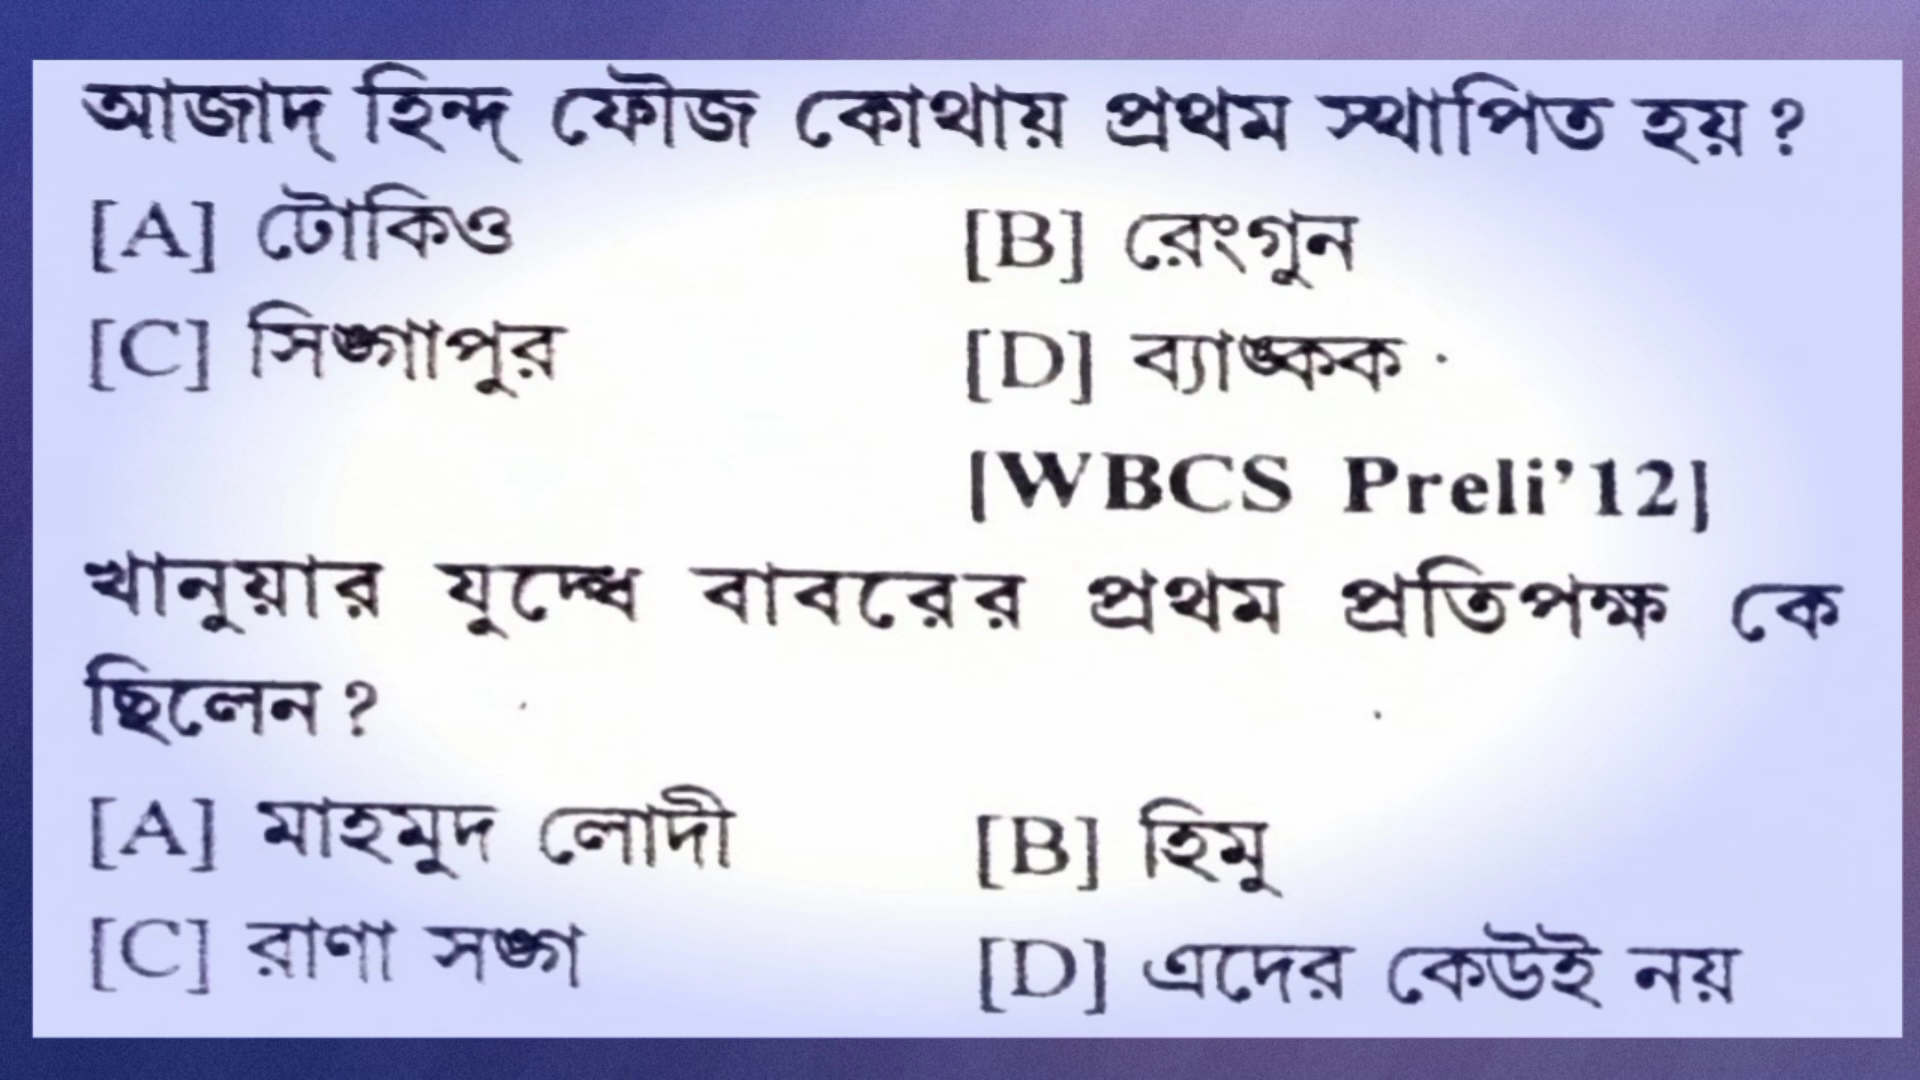 আজাদ্ হিন্দ্ ফৌজ কোথায় প্রথম স্থাপিত হয় ?
[A] টোকিও [B] রেংগুন
[C] সিঙ্গাপুর [D] ব্যাঙ্কক
[WBCS Preli’12]
খানুয়ার যুদ্ধে বাবরের প্রথম প্রতিপক্ষ কে
ছিলেন ?
[A] মাহমুদ লোদী [B] হিমু
[C] রাণা সঙ্গ [D] এদের কেউই নয়